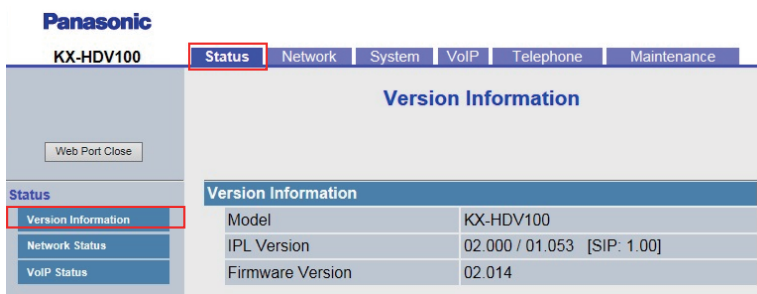 Panasonic
KX-HDV100 Status Network System VoIP Telephone Maintenance
Version Information
Web Port Close
Status
Version Information
Network Status
VoIP Status
Version Information
Model KX-HDV100
IPL Version 02.000 / 01.053 [SIP: 1.00]
Firmware Version 02.014